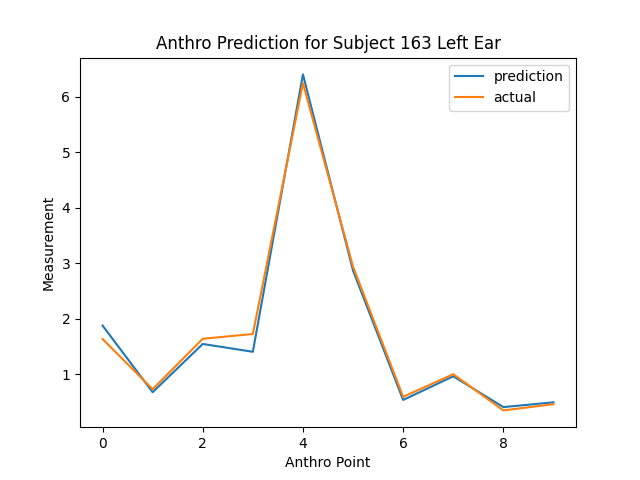 Anthro Prediction for Subject 163 Left Ear
prediction
actual
6
5
4
3
2
1
Measurement
0 2 4 6 8
Anthro Point